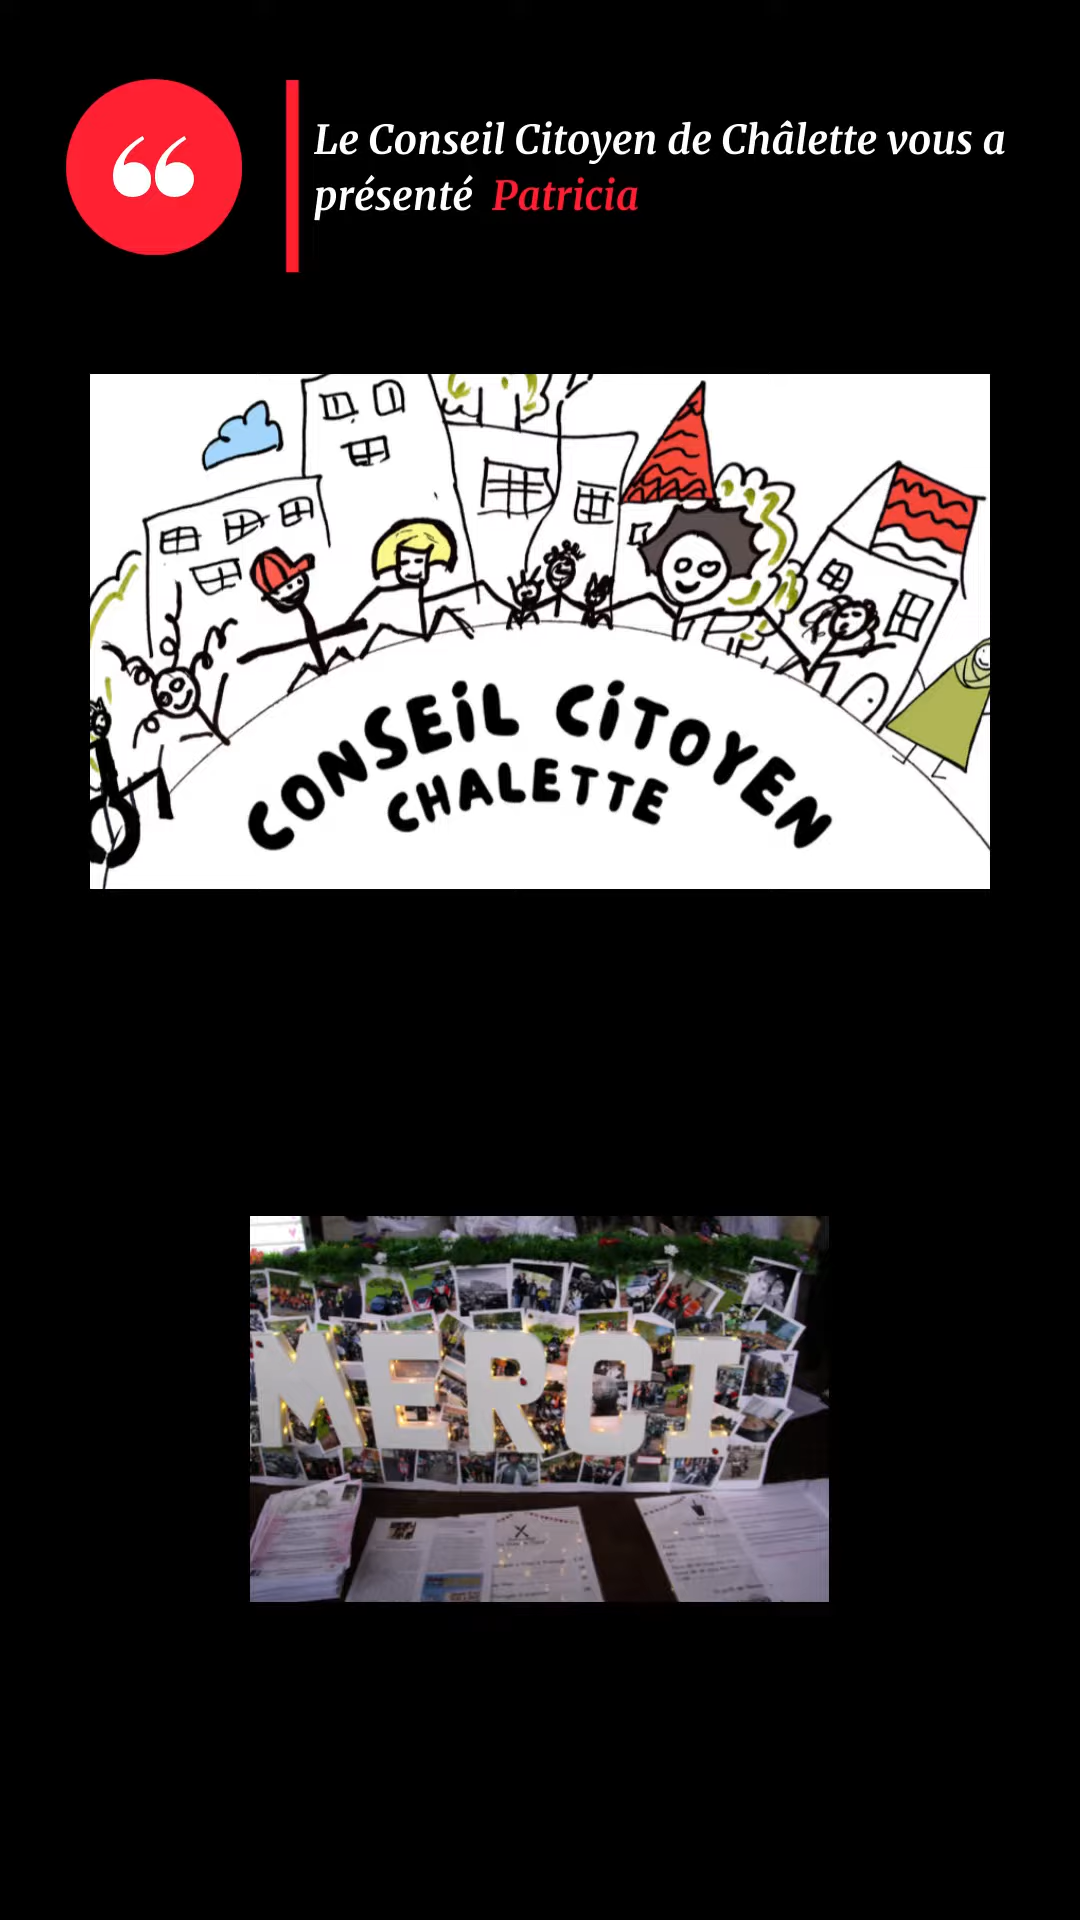 Le Conseil Citoyen de Châlette vous a
présenté Patricia
CONSEiL CiTOYEN
CHALETTE
MERCI